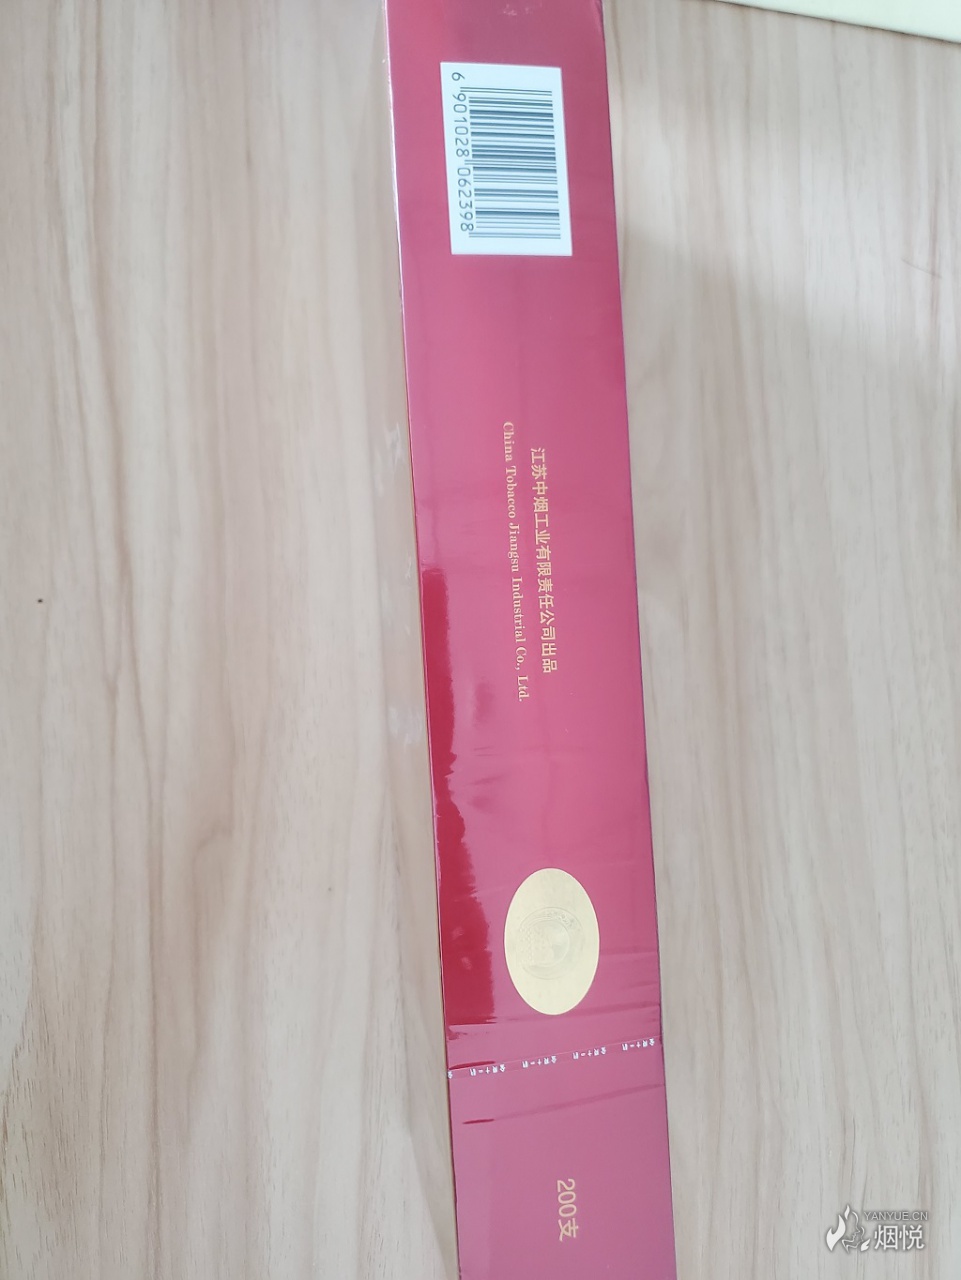 6 901028 062398
江苏中烟工业有限责任公司出品
China Tobacco Jiangsu Industrial Co., Ltd.
200支
YANYUE.CN
烟悦